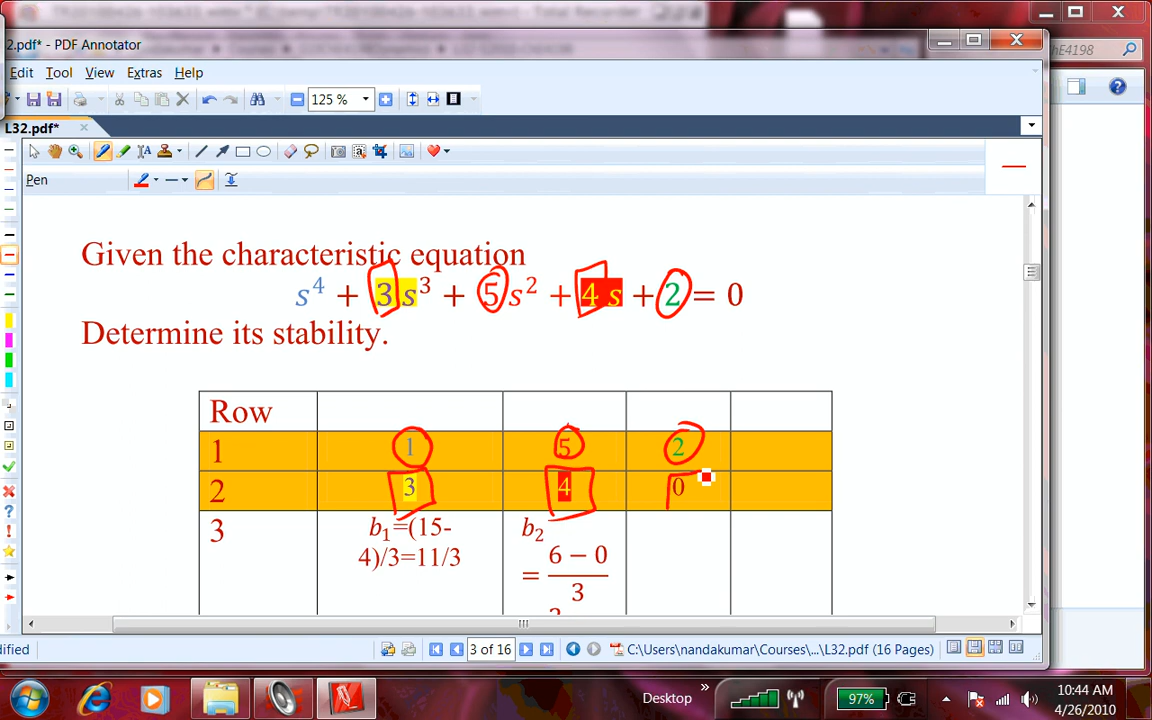 2.pdf* - PDF Annotator
hE4198
Edit Tool View Extras Help
125 %
L32.pdf*
Pen
Given the characteristic equation
s⁴ + 3s³ + 5s² + 4s + 2 = 0
Determine its stability.
Row
1 1 5 2
2 3 4 0
3 b₁=(15-
4)/3=11/3
b₂
= (6 − 0)/3
3 of 16
C:\Users\nandakumar\Courses\...\L32.pdf (16 Pages)
dified
Desktop
97%
10:44 AM
4/26/2010